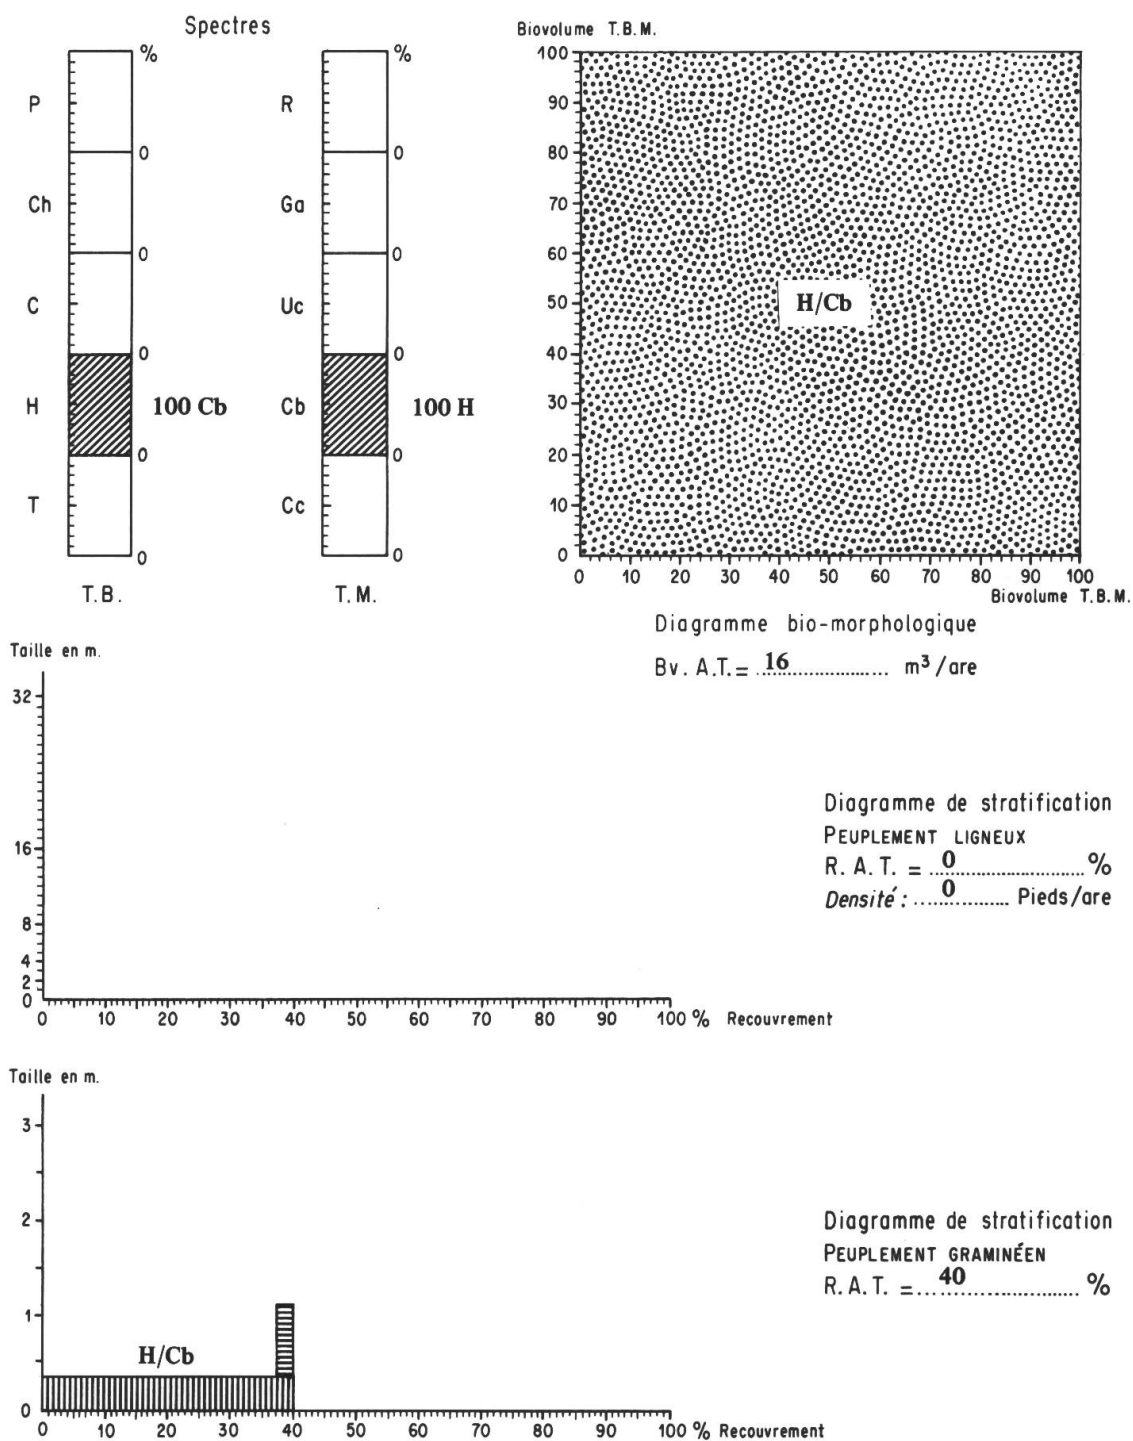 Spectres
%
P
0
Ch
0
C
0
H
100 Cb
0
T
0
T.B.
%
R
0
Ga
0
Uc
0
Cb
100 H
0
Cc
0
T.M.
Biovolume T.B.M.
100
90
80
70
60
50
40
30
20
10
0
H/Cb
0 10 20 30 40 50 60 70 80 90 100
Biovolume T.B.M.
Diagramme bio-morphologique
Bv. A.T. = 16 m³/are
Taille en m.
32
16
8
4
2
0
0 10 20 30 40 50 60 70 80 90 100 % Recouvrement
Diagramme de stratification
PEUPLEMENT LIGNEUX
R. A. T. = 0 %
Densité : 0 Pieds/are
Taille en m.
3
2
1
0
H/Cb
0 10 20 30 40 50 60 70 80 90 100 % Recouvrement
Diagramme de stratification
PEUPLEMENT GRAMINÉEN
R. A. T. = 40 %